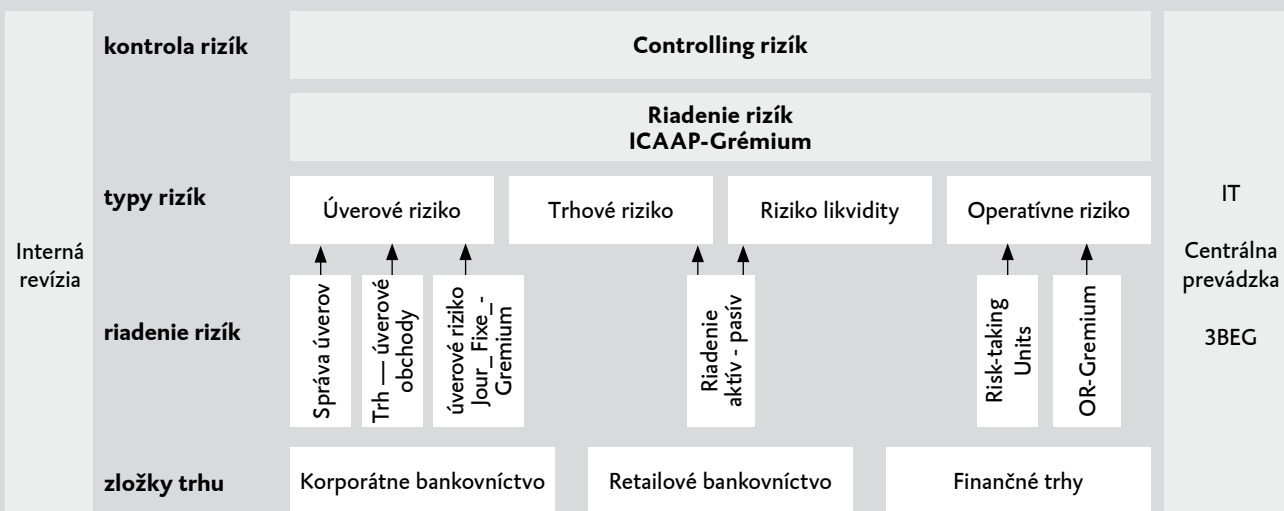 kontrola rizík
Controlling rizík
Riadenie rizík
ICAAP-Grémium
typy rizík
Úverové riziko
Trhové riziko
Riziko likvidity
Operatívne riziko
Interná
revízia
riadenie rizík
Správa úverov
Trh — úverové
obchody
úverové riziko
Jour_Fixe_-
Gremium
Riadenie
aktív - pasív
Risk-taking
Units
OR-Gremium
zložky trhu
Korporátne bankovníctvo
Retailové bankovníctvo
Finančné trhy
IT
Centrálna
prevádzka
3BEG